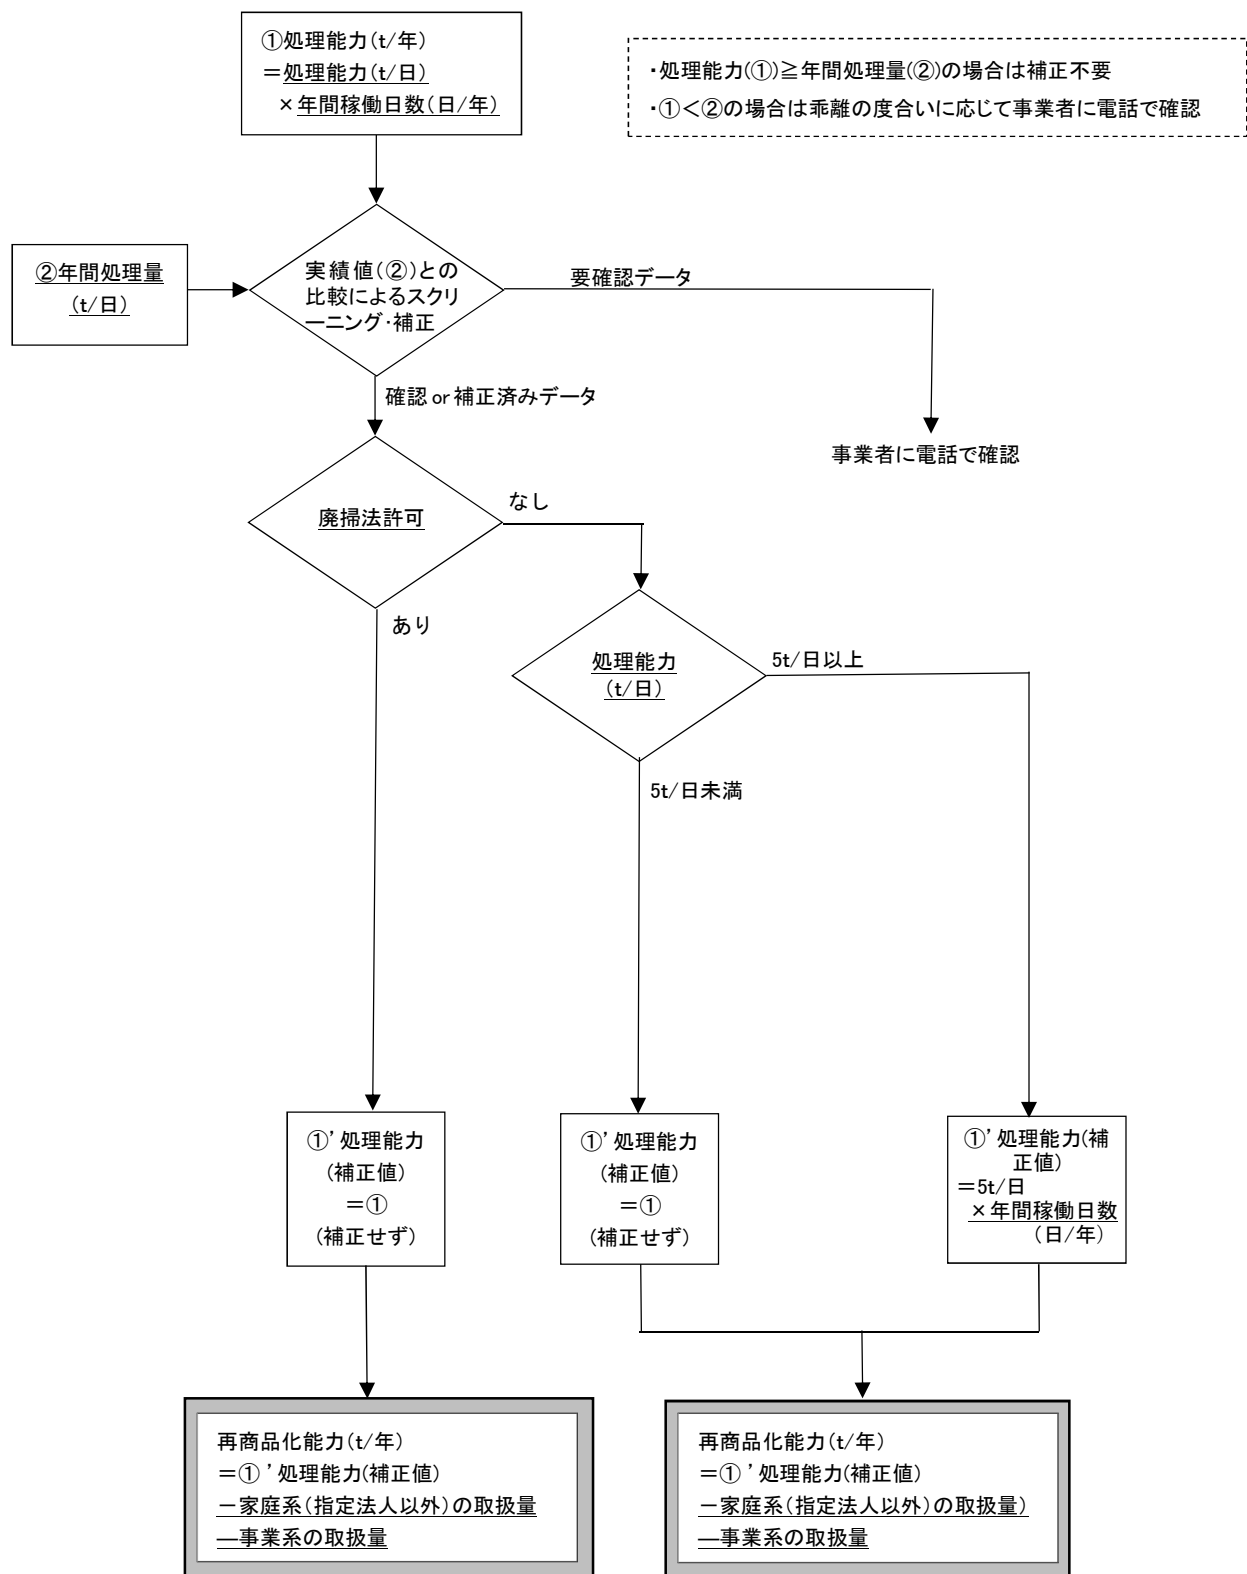 ①処理能力(t/年)
＝処理能力(t/日)
×年間稼働日数(日/年)
・処理能力(①)≧年間処理量(②)の場合は補正不要
・①＜②の場合は乖離の度合いに応じて事業者に電話で確認
②年間処理量
(t/日)
実績値(②)との
比較によるスクリ
ーニング・補正
要確認データ
確認 or 補正済みデータ
事業者に電話で確認
廃掃法許可
なし
あり
処理能力
(t/日)
5t/日以上
5t/日未満
①’処理能力
(補正値)
＝①
(補正せず)
①’処理能力
(補正値)
＝①
(補正せず)
①’処理能力(補
正値)
＝5t/日
×年間稼働日数
(日/年)
再商品化能力(t/年)
＝①’処理能力(補正値)
－家庭系(指定法人以外)の取扱量
―事業系の取扱量
再商品化能力(t/年)
＝①’処理能力(補正値)
－家庭系(指定法人以外)の取扱量)
―事業系の取扱量